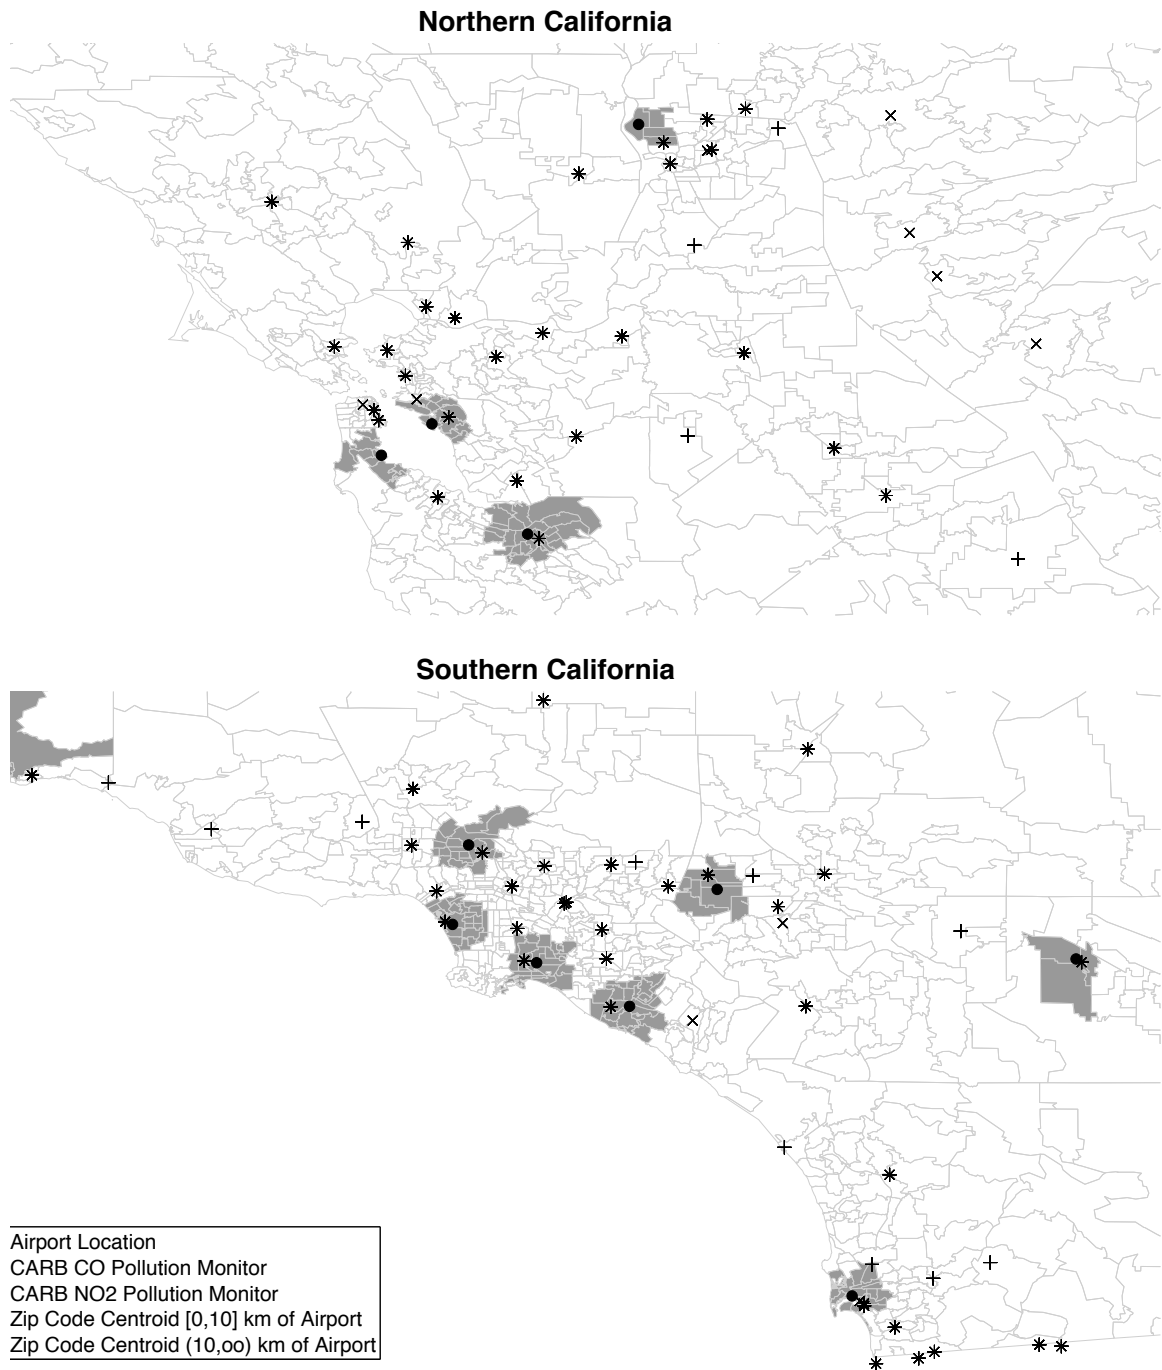 Northern California
Southern California
Airport Location
CARB CO Pollution Monitor
CARB NO2 Pollution Monitor
Zip Code Centroid [0,10] km of Airport
Zip Code Centroid (10,oo) km of Airport